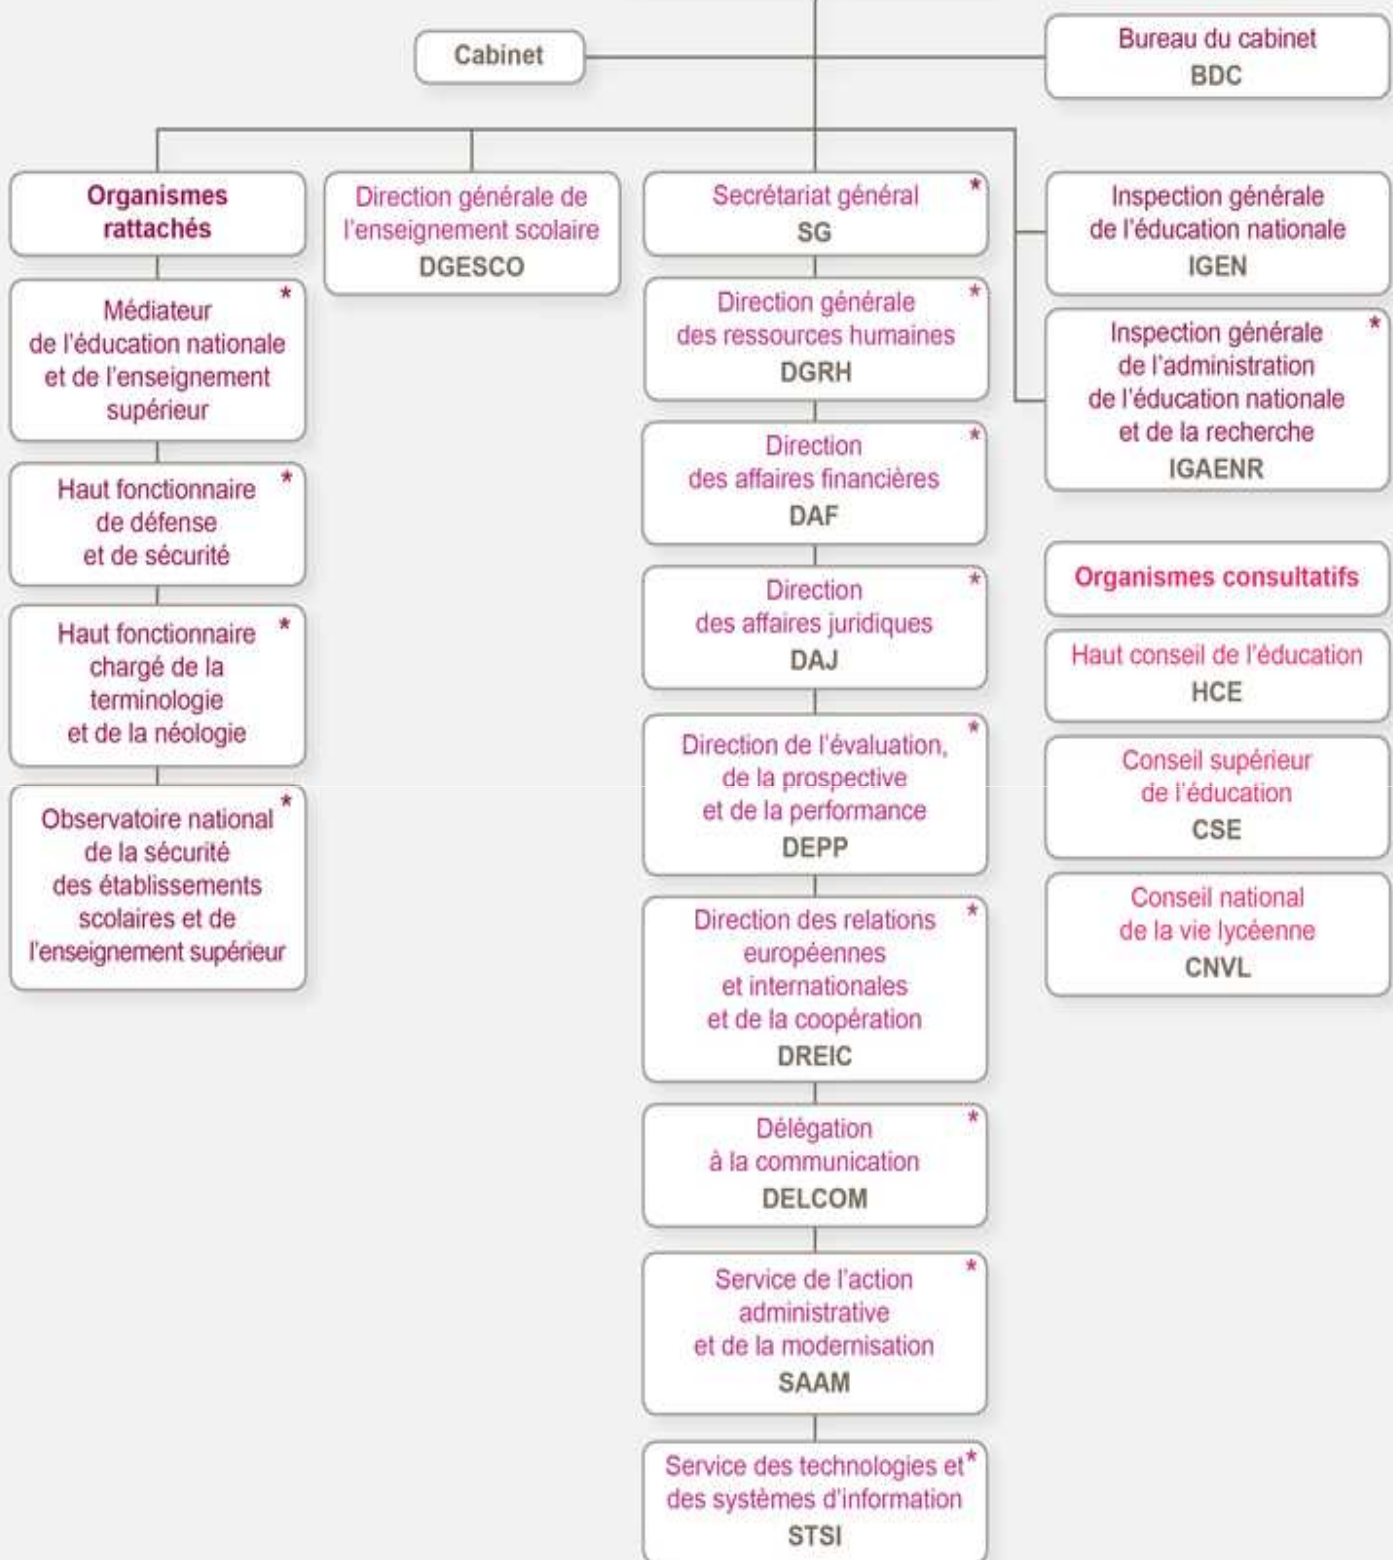 Cabinet
Bureau du cabinet
BDC
Organismes
rattachés
Médiateur *
de l'éducation nationale
et de l'enseignement
supérieur
Haut fonctionnaire *
de défense
et de sécurité
Haut fonctionnaire *
chargé de la
terminologie
et de la néologie
Observatoire national *
de la sécurité
des établissements
scolaires et de
l'enseignement supérieur
Direction générale de
l'enseignement scolaire
DGESCO
Secrétariat général *
SG
Direction générale *
des ressources humaines
DGRH
Direction *
des affaires financières
DAF
Direction *
des affaires juridiques
DAJ
Direction de l'évaluation, *
de la prospective
et de la performance
DEPP
Direction des relations *
européennes
et internationales
et de la coopération
DREIC
Délégation *
à la communication
DELCOM
Service de l'action *
administrative
et de la modernisation
SAAM
Service des technologies et *
des systèmes d'information
STSI
Inspection générale
de l'éducation nationale
IGEN
Inspection générale *
de l'administration
de l'éducation nationale
et de la recherche
IGAENR
Organismes consultatifs
Haut conseil de l'éducation
HCE
Conseil supérieur
de l'éducation
CSE
Conseil national
de la vie lycéenne
CNVL